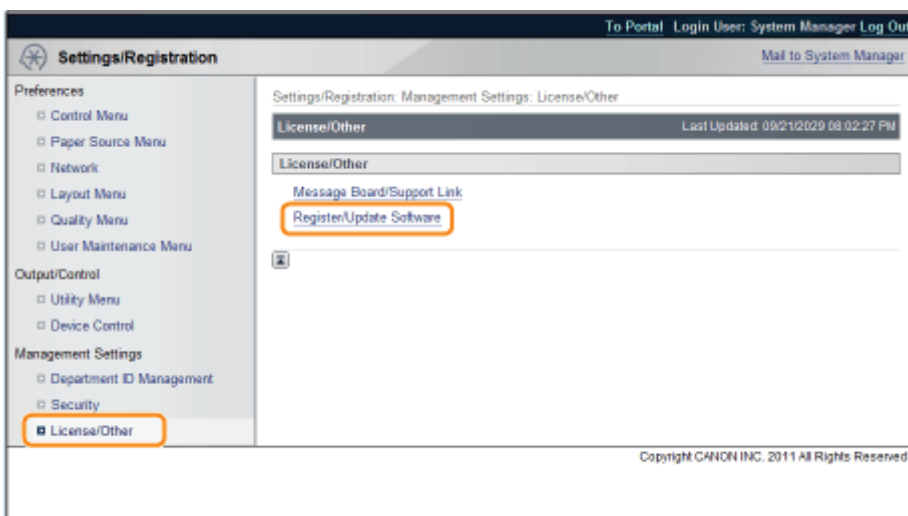 To Portal Login User: System Manager Log Out
Settings/Registration
Mail to System Manager
Preferences
Control Menu
Paper Source Menu
Network
Layout Menu
Quality Menu
User Maintenance Menu
Output/Control
Utility Menu
Device Control
Management Settings
Department ID Management
Security
License/Other
Settings/Registration: Management Settings: License/Other
License/Other
Last Updated: 09/21/2029 08:02:27 PM
License/Other
Message Board/Support Link
Register/Update Software
Copyright CANON INC. 2011 All Rights Reserved